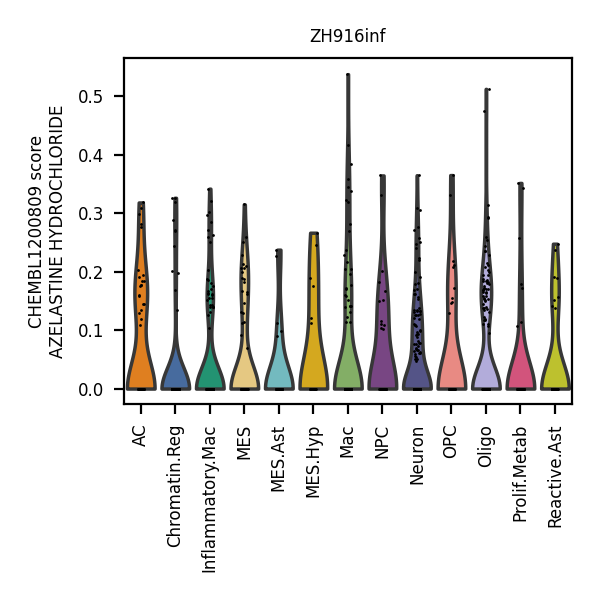 ZH916inf
CHEMBL1200809 score
AZELASTINE HYDROCHLORIDE
0.5
0.4
0.3
0.2
0.1
0.0
AC
Chromatin.Reg
Inflammatory.Mac
MES
MES.Ast
MES.Hyp
Mac
NPC
Neuron
OPC
Oligo
Prolif.Metab
Reactive.Ast